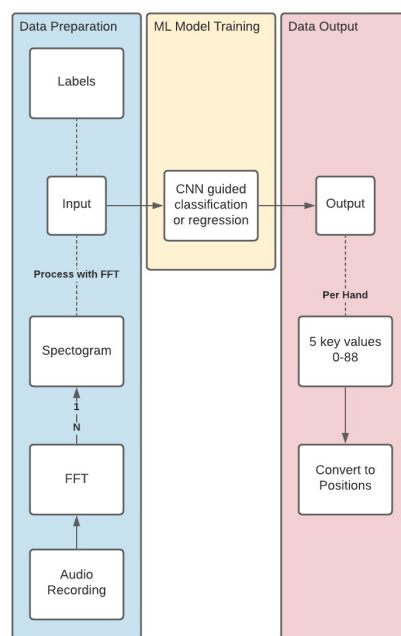 Data Preparation
Labels
Input
Process with FFT
Spectogram
1
N
FFT
Audio
Recording
ML Model Training
CNN guided
classification
or regression
Data Output
Output
Per Hand
5 key values
0-88
Convert to
Positions